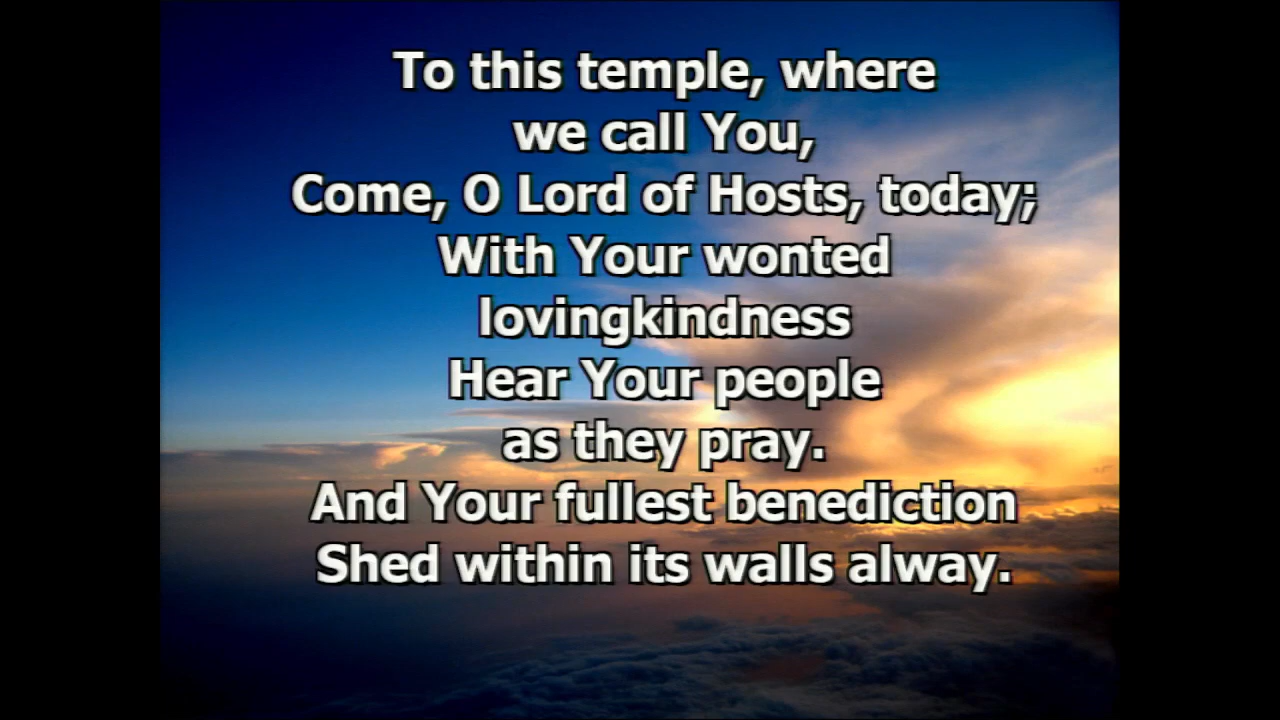 To this temple, where
we call You,
Come, O Lord of Hosts, today;
With Your wonted
lovingkindness
Hear Your people
as they pray.
And Your fullest benediction
Shed within its walls alway.